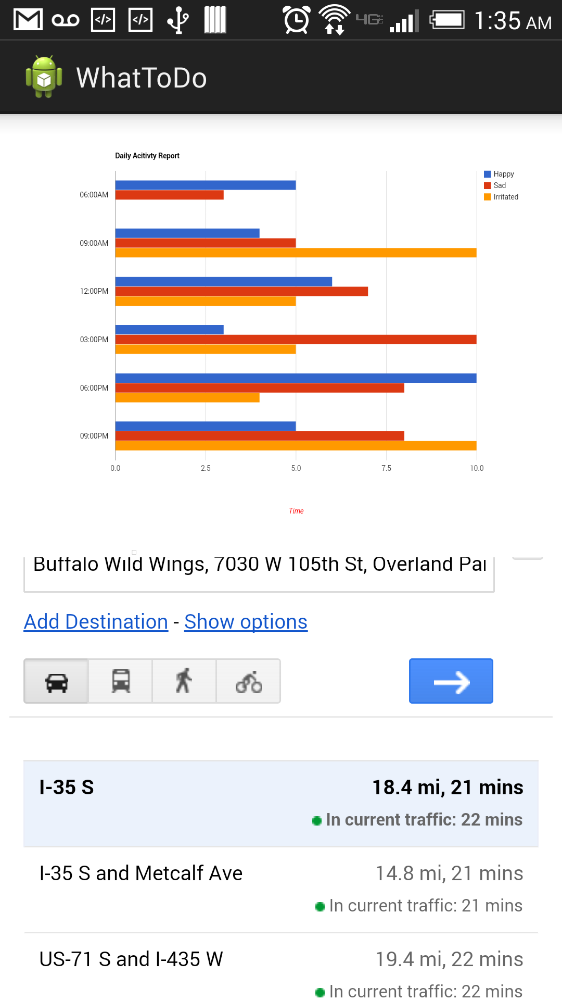 4G LTE 1:35 AM
WhatToDo
Daily Acitivty Report
Happy
Sad
Irritated
06:00AM
09:00AM
12:00PM
03:00PM
06:00PM
09:00PM
0.0 2.5 5.0 7.5 10.0
Time
Buffalo Wild Wings, 7030 W 105th St, Overland Par
Add Destination - Show options
I-35 S 18.4 mi, 21 mins
In current traffic: 22 mins
I-35 S and Metcalf Ave 14.8 mi, 21 mins
In current traffic: 21 mins
US-71 S and I-435 W 19.4 mi, 22 mins
In current traffic: 22 mins